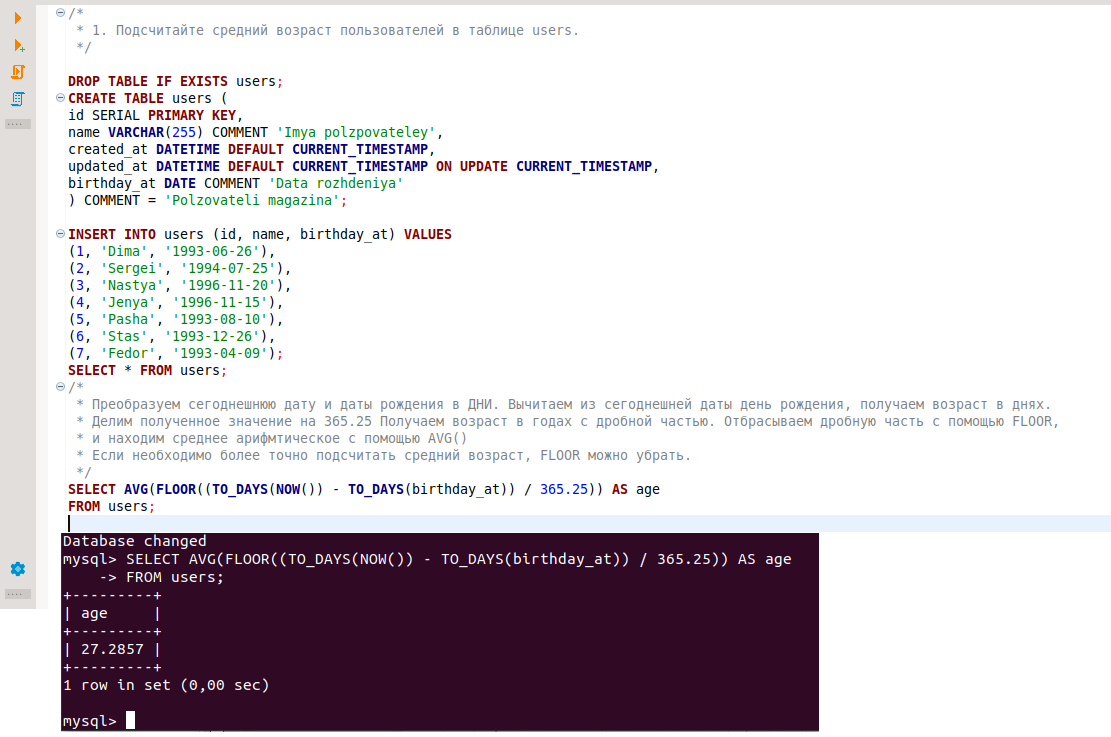 /*
 * 1. Подсчитайте средний возраст пользователей в таблице users.
 */
DROP TABLE IF EXISTS users;
CREATE TABLE users (
id SERIAL PRIMARY KEY,
name VARCHAR(255) COMMENT 'Imya polzpovateley',
created_at DATETIME DEFAULT CURRENT_TIMESTAMP,
updated_at DATETIME DEFAULT CURRENT_TIMESTAMP ON UPDATE CURRENT_TIMESTAMP,
birthday_at DATE COMMENT 'Data rozhdeniya'
) COMMENT = 'Polzovateli magazina';
INSERT INTO users (id, name, birthday_at) VALUES
(1, 'Dima', '1993-06-26'),
(2, 'Sergei', '1994-07-25'),
(3, 'Nastya', '1996-11-20'),
(4, 'Jenya', '1996-11-15'),
(5, 'Pasha', '1993-08-10'),
(6, 'Stas', '1993-12-26'),
(7, 'Fedor', '1993-04-09');
SELECT * FROM users;
/*
 * Преобразуем сегоднешнюю дату и даты рождения в ДНИ. Вычитаем из сегоднешней даты день рождения, получаем возраст в днях.
 * Делим полученное значение на 365.25 Получаем возраст в годах с дробной частью. Отбрасываем дробную часть с помощью FLOOR,
 * и находим среднее арифмтическое с помощью AVG()
 * Если необходимо более точно подсчитать средний возраст, FLOOR можно убрать.
 */
SELECT AVG(FLOOR((TO_DAYS(NOW()) - TO_DAYS(birthday_at)) / 365.25)) AS age
FROM users;
Database changed
mysql> SELECT AVG(FLOOR((TO_DAYS(NOW()) - TO_DAYS(birthday_at)) / 365.25)) AS age
    -> FROM users;
+---------+
| age     |
+---------+
| 27.2857 |
+---------+
1 row in set (0,00 sec)
mysql>